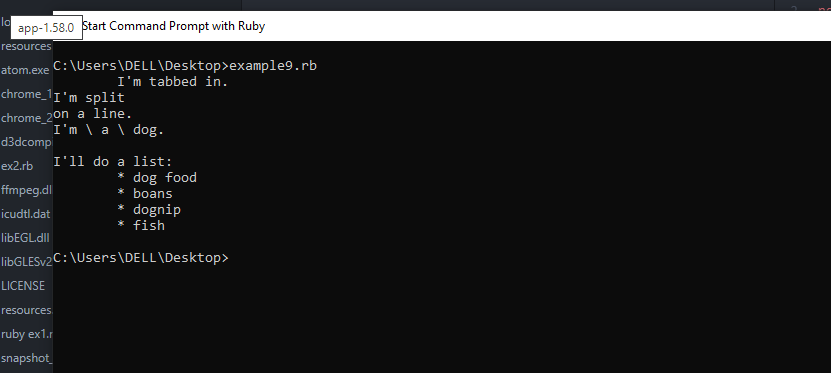 app-1.58.0
Start Command Prompt with Ruby
resources
atom.exe
chrome_1
chrome_2
d3dcomp
ex2.rb
ffmpeg.dl
icudtl.dat
libEGL.dll
libGLESv2
LICENSE
resources
ruby ex1.r
snapshot_
C:\Users\DELL\Desktop>example9.rb
I'm tabbed in.
I'm split
on a line.
I'm \ a \ dog.
I'll do a list:
* dog food
* boans
* dognip
* fish
C:\Users\DELL\Desktop>